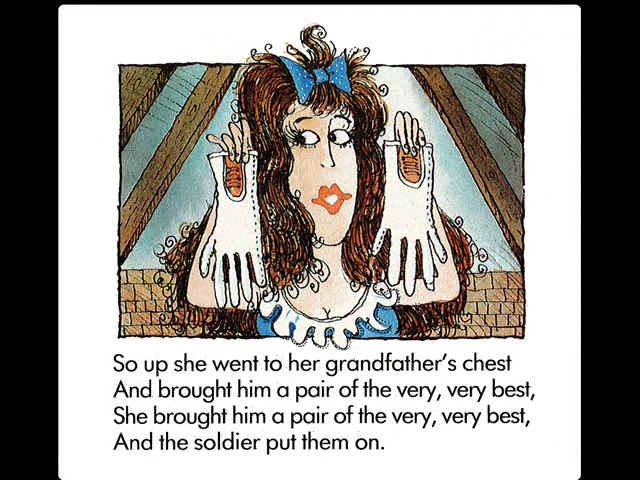 So up she went to her grandfather's chest
And brought him a pair of the very, very best,
She brought him a pair of the very, very best,
And the soldier put them on.